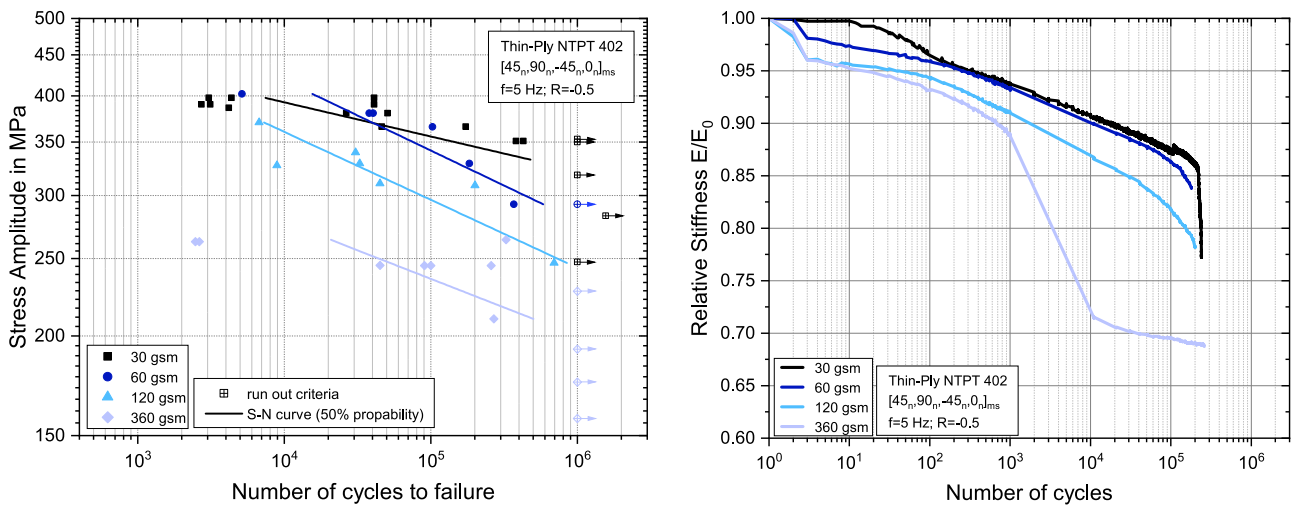 500
450
400
350
300
250
200
150
Stress Amplitude in MPa
Thin-Ply NTPT 402
[45ₙ,90ₙ,-45ₙ,0ₙ]ₘₛ
f=5 Hz; R=-0.5
30 gsm
60 gsm
120 gsm
360 gsm
run out criteria
S-N curve (50% propability)
10³ 10⁴ 10⁵ 10⁶
Number of cycles to failure
1.00
0.95
0.90
0.85
0.80
0.75
0.70
0.65
0.60
Relative Stiffness E/E₀
30 gsm
60 gsm
120 gsm
360 gsm
Thin-Ply NTPT 402
[45ₙ,90ₙ,-45ₙ,0ₙ]ₘₛ
f=5 Hz; R=-0.5
10⁰ 10¹ 10² 10³ 10⁴ 10⁵ 10⁶
Number of cycles